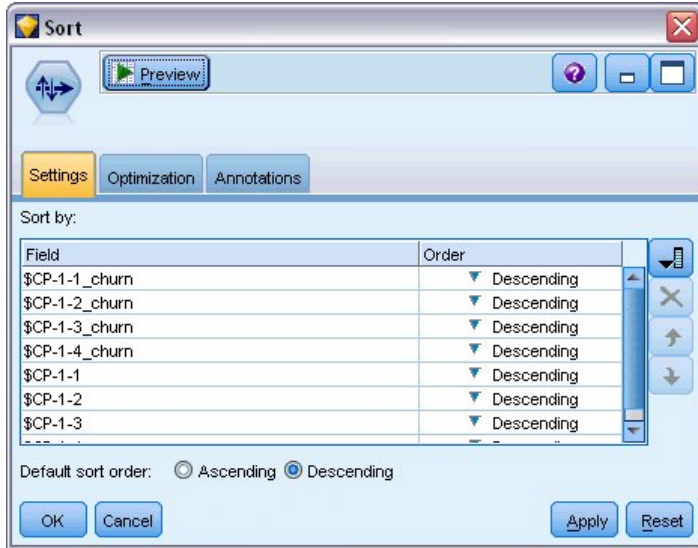 Sort
Preview
Settings Optimization Annotations
Sort by:
Field Order
$CP-1-1_churn Descending
$CP-1-2_churn Descending
$CP-1-3_churn Descending
$CP-1-4_churn Descending
$CP-1-1 Descending
$CP-1-2 Descending
$CP-1-3 Descending
Default sort order: Ascending Descending
OK Cancel Apply Reset